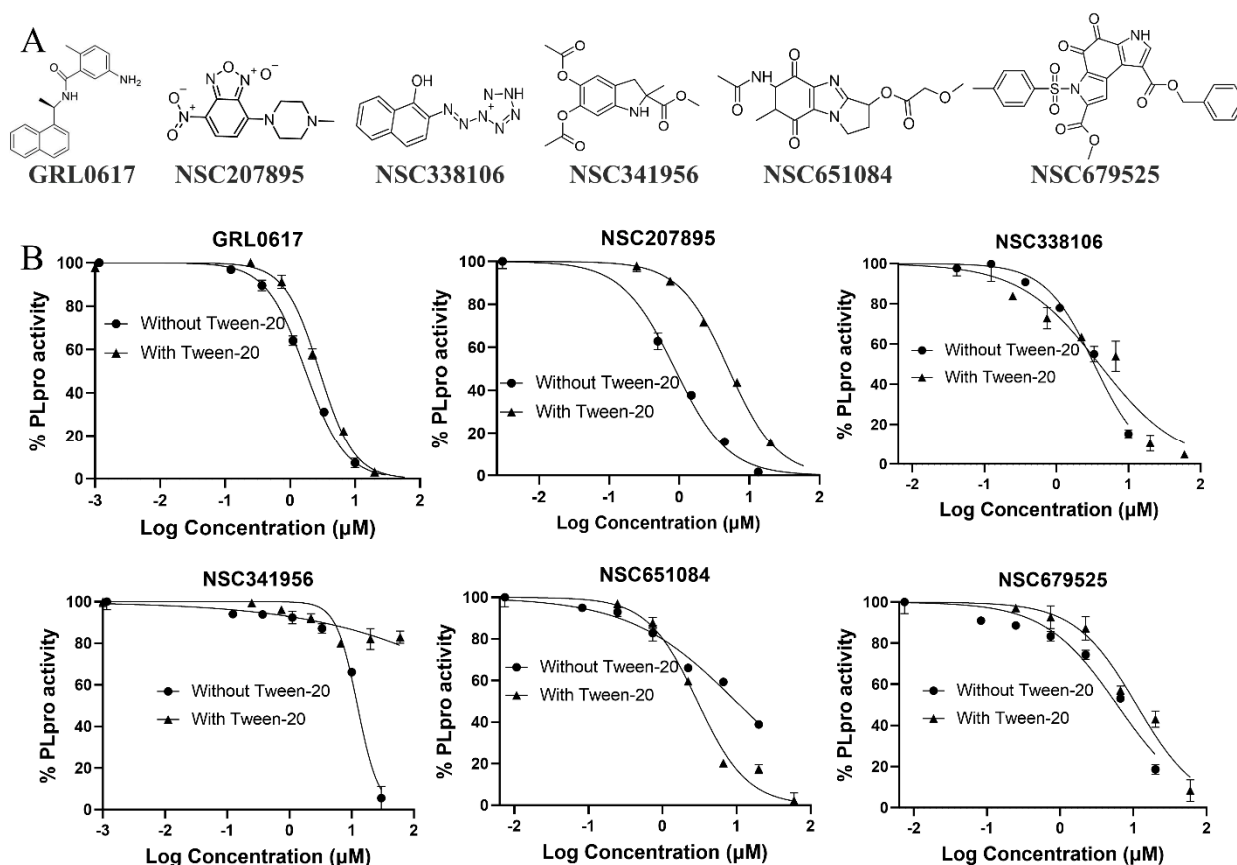 A
GRL0617 NSC207895 NSC338106 NSC341956 NSC651084 NSC679525
B
GRL0617
% PLpro activity
100
80
60
40
20
0
Without Tween-20
With Tween-20
-3 -2 -1 0 1 2
Log Concentration (µM)
NSC207895
% PLpro activity
100
80
60
40
20
0
Without Tween-20
With Tween-20
-2 -1 0 1 2
Log Concentration (µM)
NSC338106
% PLpro activity
100
80
60
40
20
0
Without Tween-20
With Tween-20
-2 -1 0 1 2
Log Concentration (µM)
NSC341956
% PLpro activity
100
80
60
40
20
0
Without Tween-20
With Tween-20
-3 -2 -1 0 1 2
Log Concentration (µM)
NSC651084
% PLpro activity
100
80
60
40
20
0
Without Tween-20
With Tween-20
-2 -1 0 1 2
Log Concentration (µM)
NSC679525
% PLpro activity
100
80
60
40
20
0
Without Tween-20
With Tween-20
-2 -1 0 1 2
Log Concentration (µM)